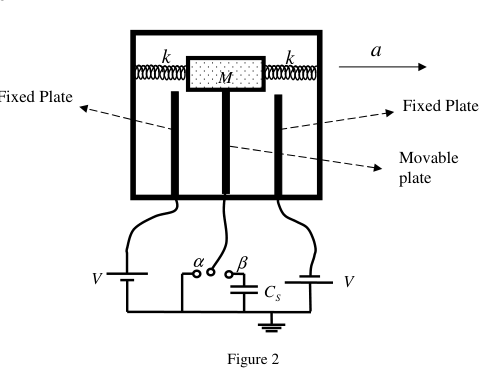 k
k
a
M
Fixed Plate
Fixed Plate
Movable
plate
α
β
V
C_S
V
Figure 2